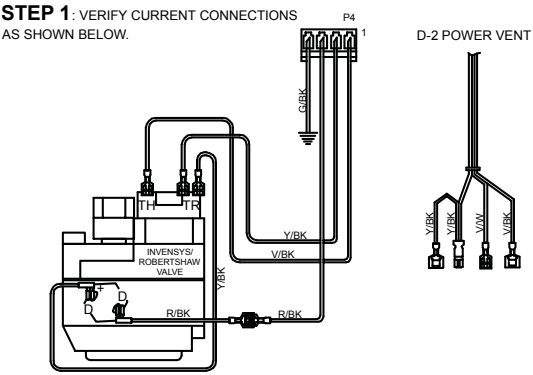 STEP 1: VERIFY CURRENT CONNECTIONS
AS SHOWN BELOW.
P4
1
D-2 POWER VENT
G/BK
TH
TR
Y/BK
V/BK
INVENSYS/
ROBERTSHAW
VALVE
Y/BK
+
D
D
R/BK
R/BK
Y/BK
Y/BK
V/W
V/BK